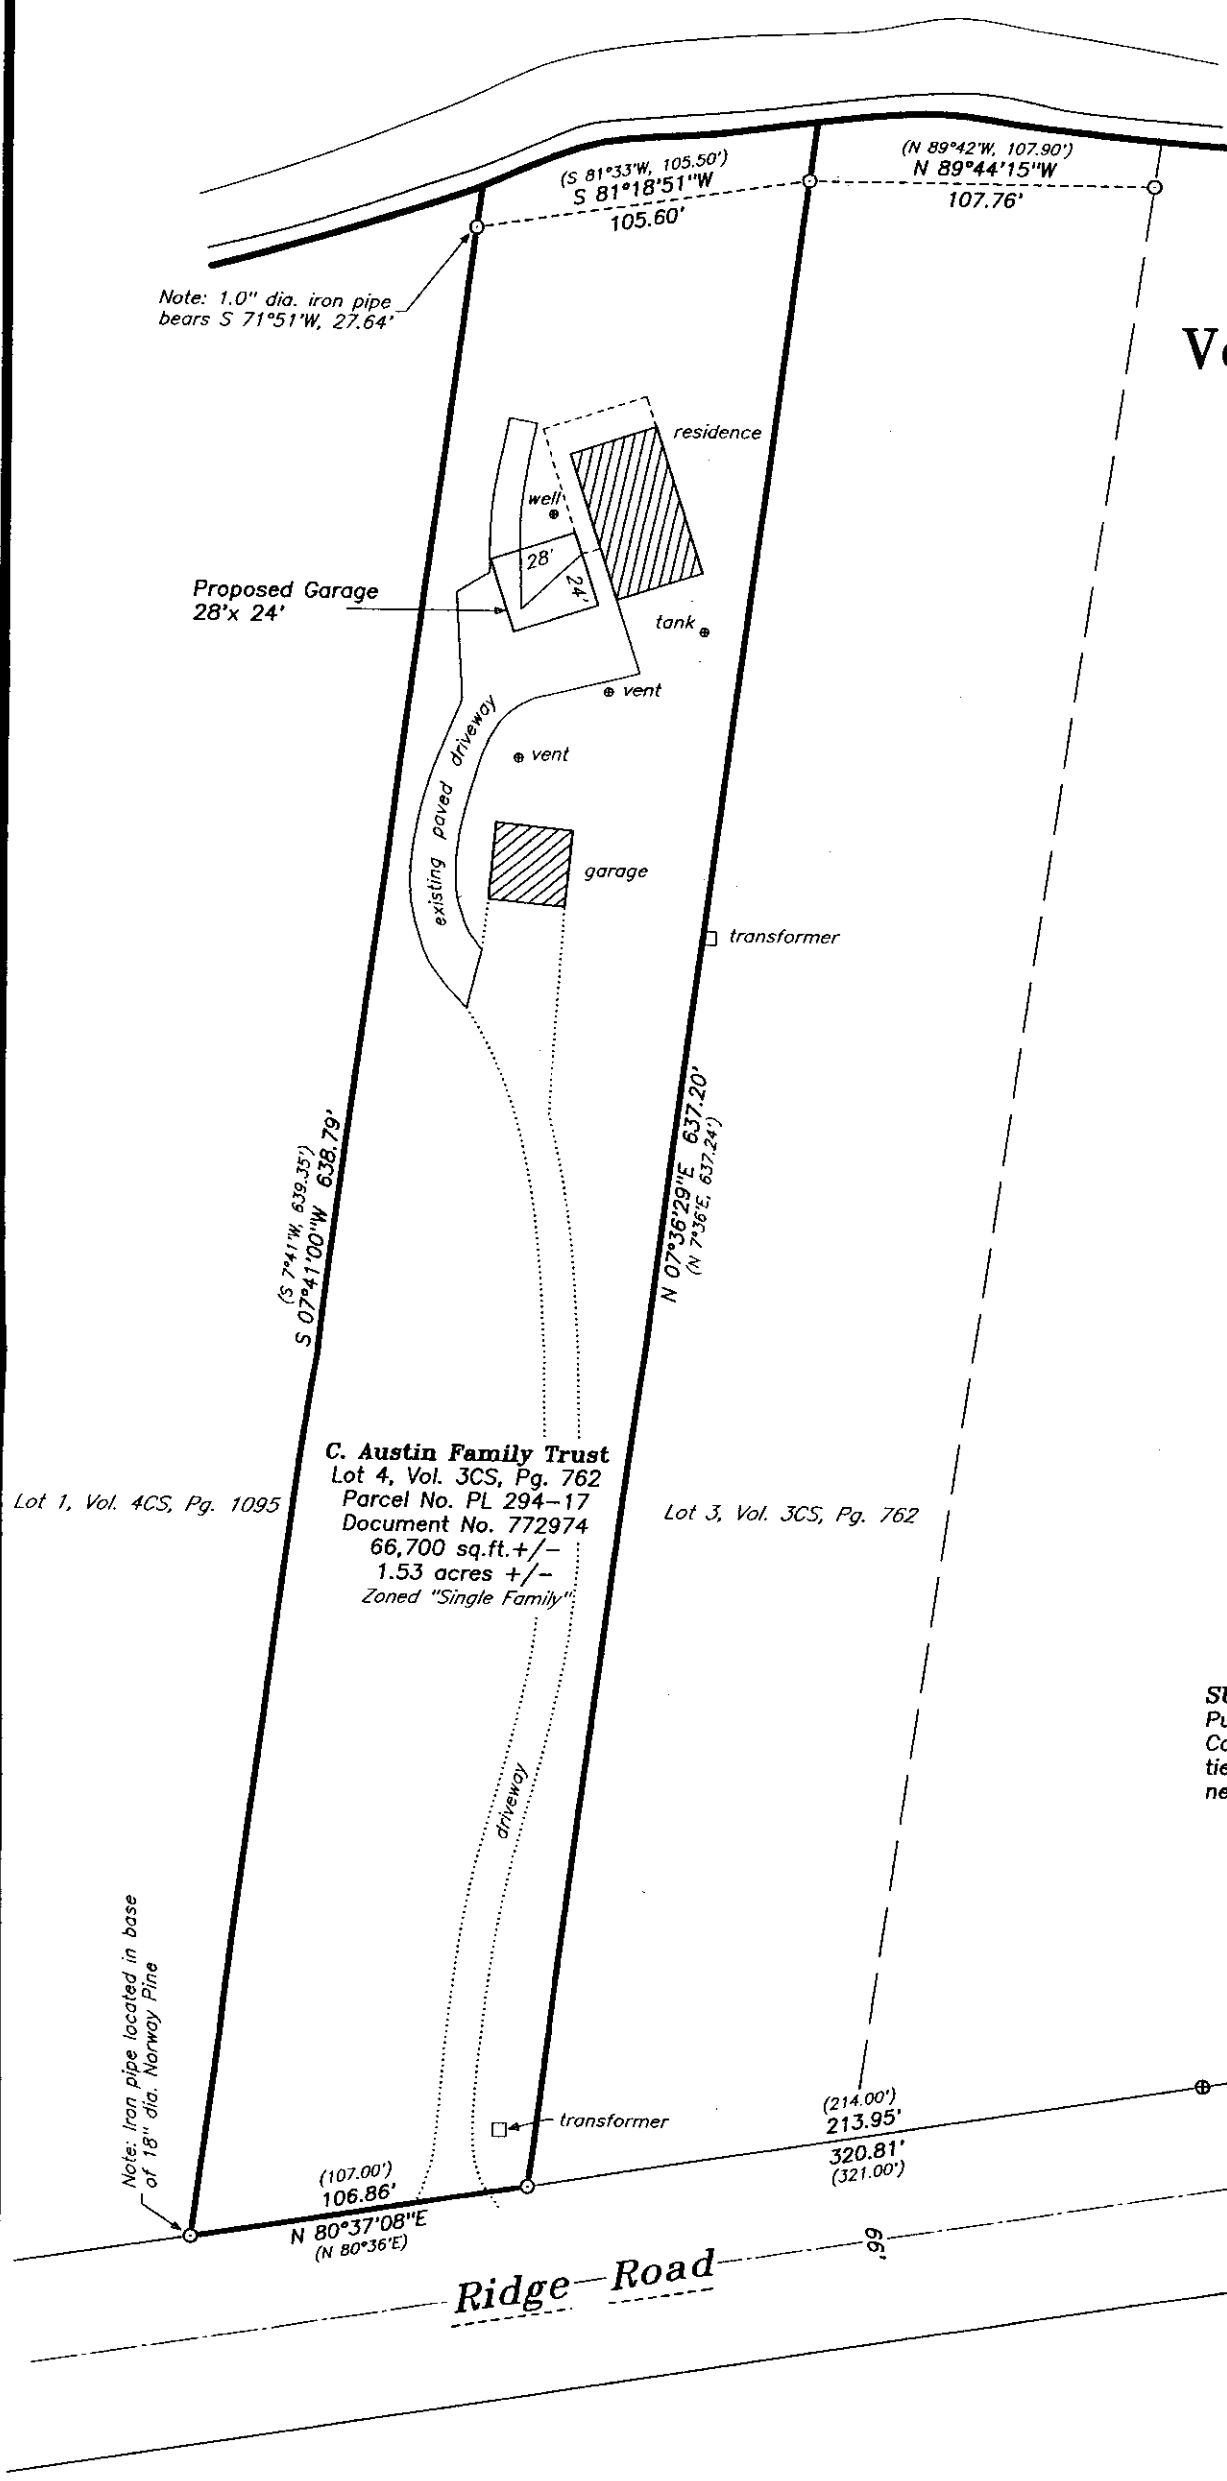 (S 81°33'W, 105.50')
S 81°18'51"W
105.60'
(N 89°42'W, 107.90')
N 89°44'15"W
107.76'
Note: 1.0" dia. iron pipe
bears S 71°51'W, 27.64'
residence
well
28'
24'
Proposed Garage
28'x 24'
tank
vent
vent
existing paved driveway
garage
transformer
(S 7°41'W, 639.35')
S 07°41'00"W 638.79'
N 07°36'29"E 637.20'
(N 7°36'E, 637.24')
C. Austin Family Trust
Lot 4, Vol. 3CS, Pg. 762
Parcel No. PL 294-17
Document No. 772974
66,700 sq.ft.+/-
1.53 acres +/-
Zoned "Single Family"
Lot 1, Vol. 4CS, Pg. 1095
Lot 3, Vol. 3CS, Pg. 762
driveway
Note: Iron pipe located in base
of 18" dia. Norway Pine
transformer
(214.00')
213.95'
320.81'
(321.00')
(107.00')
106.86'
N 80°37'08"E
(N 80°36'E)
Ridge Road
66'